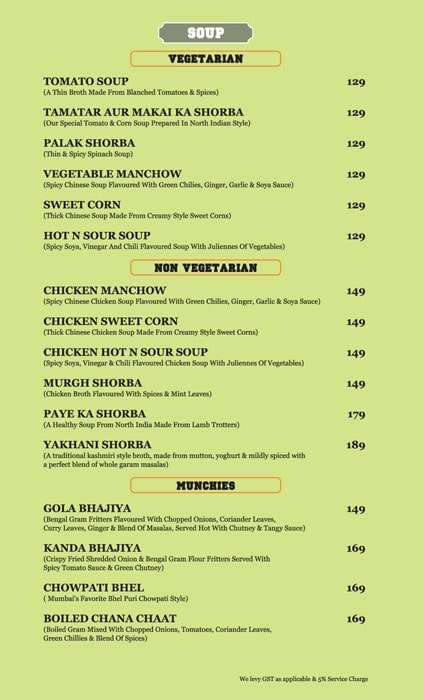 SOUP
VEGETARIAN
TOMATO SOUP 129
(A Thin Broth Made From Blanched Tomatoes & Spices)
TAMATAR AUR MAKAI KA SHORBA 129
(Our Special Tomato & Corn Soup Prepared In North Indian Style)
PALAK SHORBA 129
(Thin & Spicy Spinach Soup)
VEGETABLE MANCHOW 129
(Spicy Chinese Soup Flavoured With Green Chilies, Ginger, Garlic & Soya Sauce)
SWEET CORN 129
(Thick Chinese Soup Made From Creamy Style Sweet Corns)
HOT N SOUR SOUP 129
(Spicy Soya, Vinegar And Chili Flavoured Soup With Juliennes Of Vegetables)
NON VEGETARIAN
CHICKEN MANCHOW 149
(Spicy Chinese Chicken Soup Flavoured With Green Chilies, Ginger, Garlic & Soya Sauce)
CHICKEN SWEET CORN 149
(Thick Chinese Chicken Soup Made From Creamy Style Sweet Corns)
CHICKEN HOT N SOUR SOUP 149
(Spicy Soya, Vinegar & Chili Flavoured Chicken Soup With Juliennes Of Vegetables)
MURGH SHORBA 149
(Chicken Broth Flavoured With Spices & Mint Leaves)
PAYE KA SHORBA 179
(A Healthy Soup From North India Made From Lamb Trotters)
YAKHANI SHORBA 189
(A traditional kashmiri style broth, made from mutton, yoghurt & mildly spiced with
a perfect blend of whole garam masalas)
MUNCHIES
GOLA BHAJIYA 149
(Bengal Gram Fritters Flavoured With Chopped Onions, Coriander Leaves,
Curry Leaves, Ginger & Blend Of Masalas, Served Hot With Chutney & Tangy Sauce)
KANDA BHAJIYA 169
(Crispy Fried Shredded Onion & Bengal Gram Flour Fritters Served With
Spicy Tomato Sauce & Green Chutney)
CHOWPATI BHEL 169
( Mumbai's Favorite Bhel Puri Chowpati Style)
BOILED CHANA CHAAT 169
(Boiled Gram Mixed With Chopped Onions, Tomatoes, Coriander Leaves,
Green Chillies & Blend Of Spices)
We levy GST as applicable & 5% Service Charge